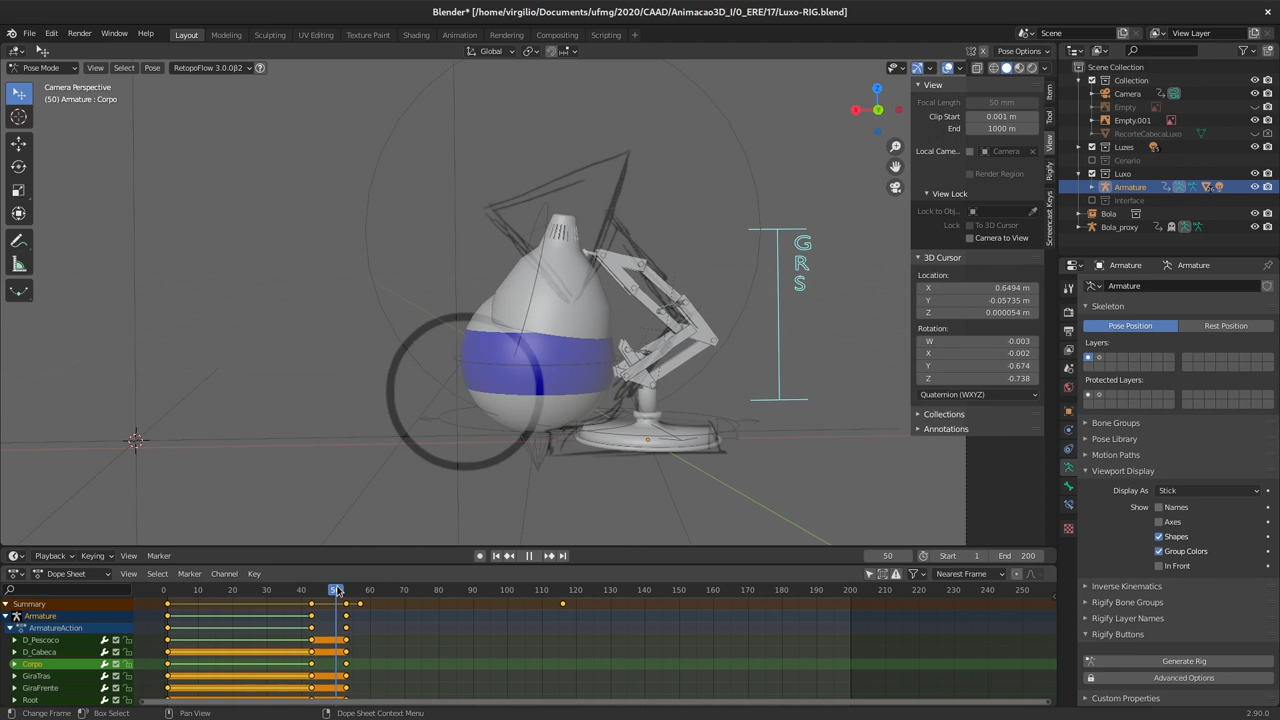 Blender* [/home/virgilio/Documents/ufmg/2020/CAAD/Animacao3D_I/0_ERE/17/Luxo-RIG.blend]
File Edit Render Window Help Layout Modeling Sculpting UV Editing Texture Paint Shading Animation Rendering Compositing Scripting + Scene View Layer
Global Pose Options
Pose Mode View Select Pose RetopoFlow 3.0.0β2
Camera Perspective
(50) Armature : Corpo
X
Y
Z
G
R
S
View
Focal Length 50 mm
Clip Start 0.001 m
End 1000 m
Local Came... Camera
Render Region
View Lock
Lock to Obj...
Lock To 3D Cursor
Camera to View
3D Cursor
Location:
X 0.6494 m
Y -0.05735 m
Z 0.000054 m
Rotation:
W -0.003
X -0.002
Y -0.674
Z -0.738
Quaternion (WXYZ)
Collections
Annotations
Item
Tool
View
Rigify
Screencast Keys
Scene Collection
Collection
Camera
Empty
Empty.001
RecorteCabecaLuxo
Luzes
Cenario
Luxo
Armature
Interface
Bola
Bola_proxy
Armature Armature
Armature
Skeleton
Pose Position Rest Position
Layers:
Protected Layers:
Bone Groups
Pose Library
Motion Paths
Viewport Display
Display As Stick
Show Names
Axes
Shapes
Group Colors
In Front
Inverse Kinematics
Rigify Bone Groups
Rigify Layer Names
Rigify Buttons
Generate Rig
Advanced Options
Custom Properties
Playback Keying View Marker 50 Start 1 End 200
Dope Sheet View Select Marker Channel Key Nearest Frame
0 10 20 30 40 50 60 70 80 90 100 110 120 130 140 150 160 170 180 190 200 210 220 230 240 250
Summary
Armature
ArmatureAction
D_Pescoco
D_Cabeca
Corpo
GiraTras
GiraFrente
Root
Change Frame Box Select Pan View Dope Sheet Context Menu 2.90.0